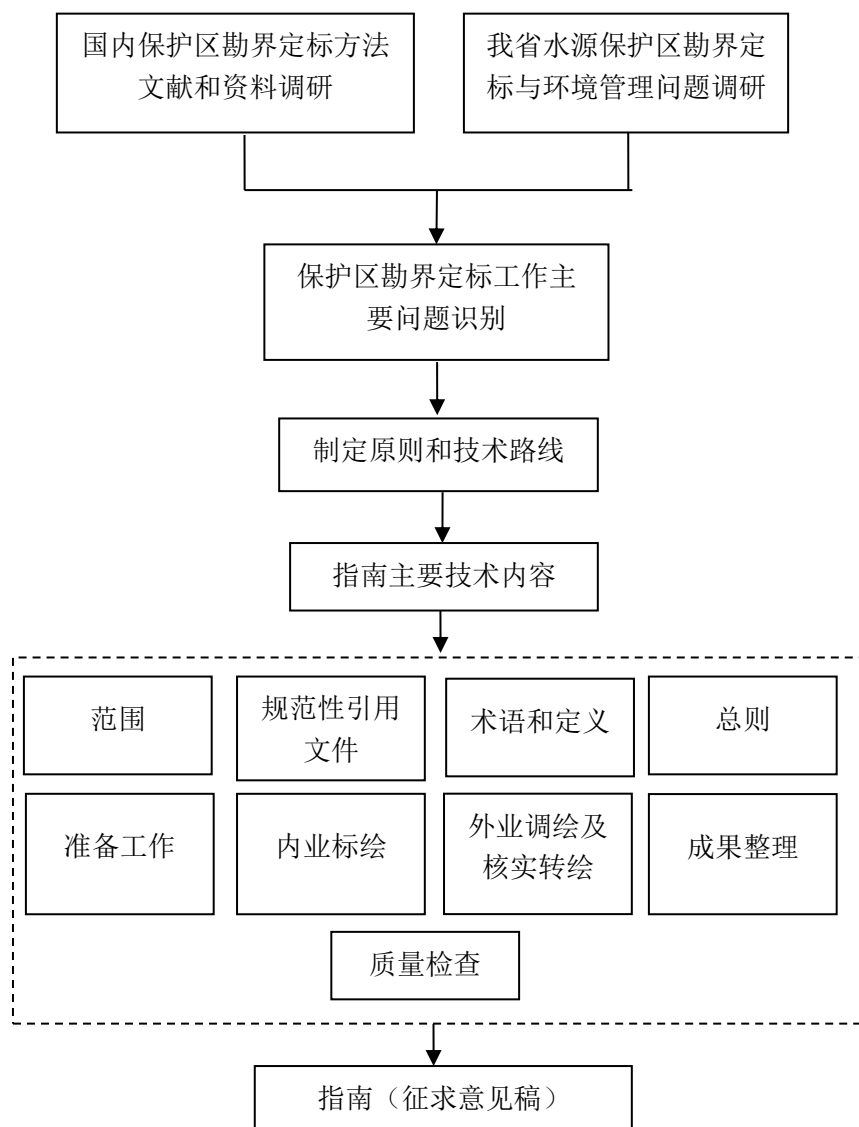 国内保护区勘界定标方法
文献和资料调研
我省水源保护区勘界定
标与环境管理问题调研
保护区勘界定标工作主
要问题识别
制定原则和技术路线
指南主要技术内容
范围
规范性引用
文件
术语和定义
总则
准备工作
内业标绘
外业调绘及
核实转绘
成果整理
质量检查
指南（征求意见稿）